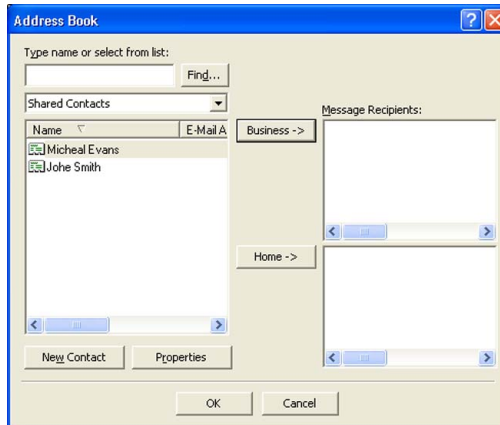 Address Book
Type name or select from list:
Find...
Shared Contacts
Name
E-Mail A
Micheal Evans
Johe Smith
Business ->
Home ->
Message Recipients:
New Contact
Properties
OK
Cancel